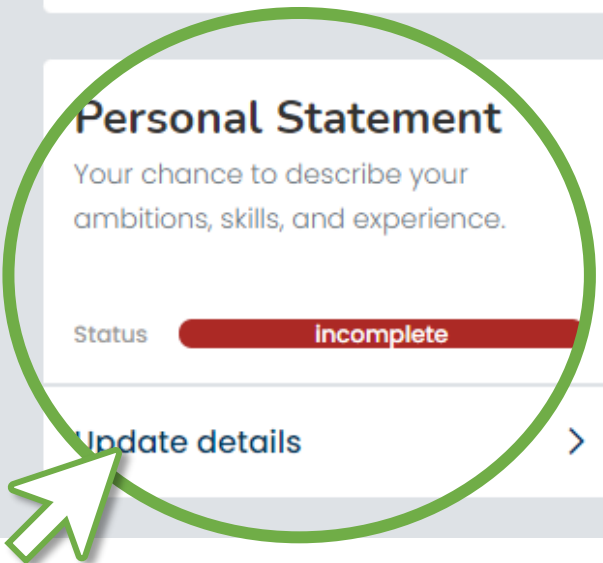 Personal Statement
Your chance to describe your
ambitions, skills, and experience.
Status incomplete
Update details